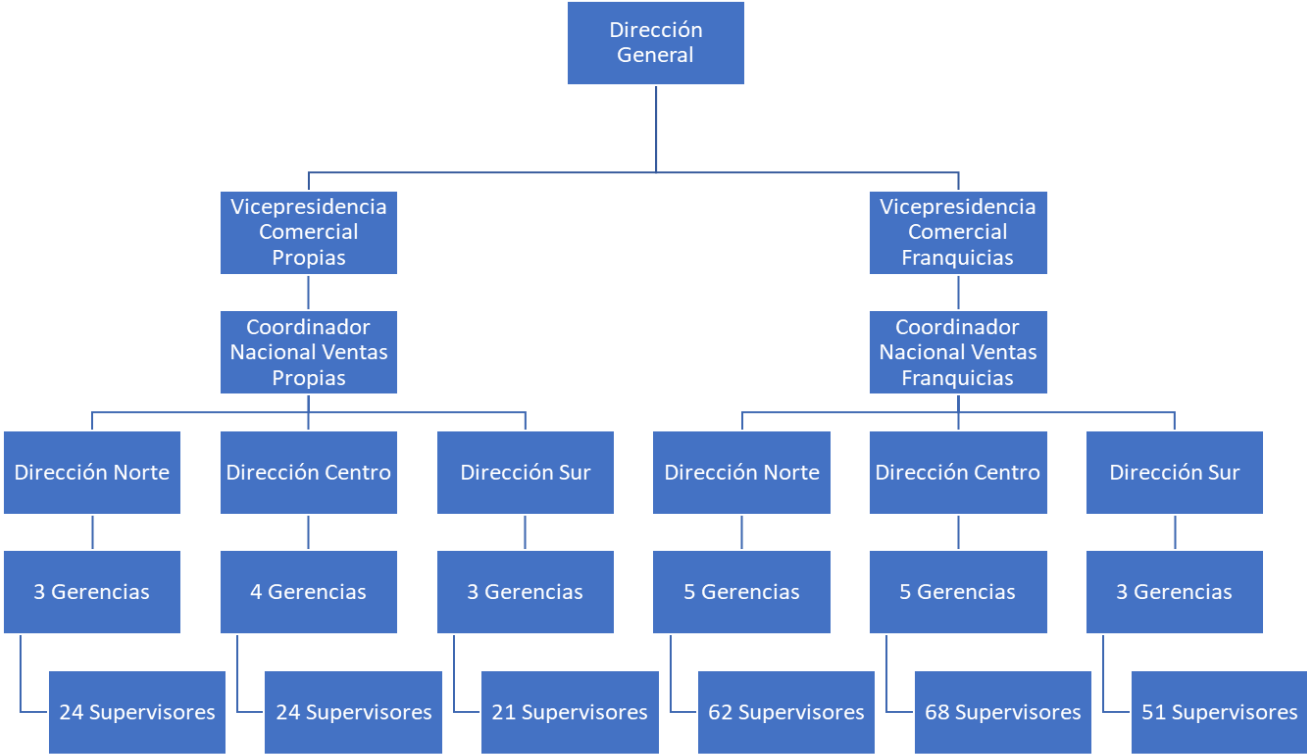 Dirección
General
Vicepresidencia
Comercial
Propias
Vicepresidencia
Comercial
Franquicias
Coordinador
Nacional Ventas
Propias
Coordinador
Nacional Ventas
Franquicias
Dirección Norte
Dirección Centro
Dirección Sur
Dirección Norte
Dirección Centro
Dirección Sur
3 Gerencias
4 Gerencias
3 Gerencias
5 Gerencias
5 Gerencias
3 Gerencias
24 Supervisores
24 Supervisores
21 Supervisores
62 Supervisores
68 Supervisores
51 Supervisores